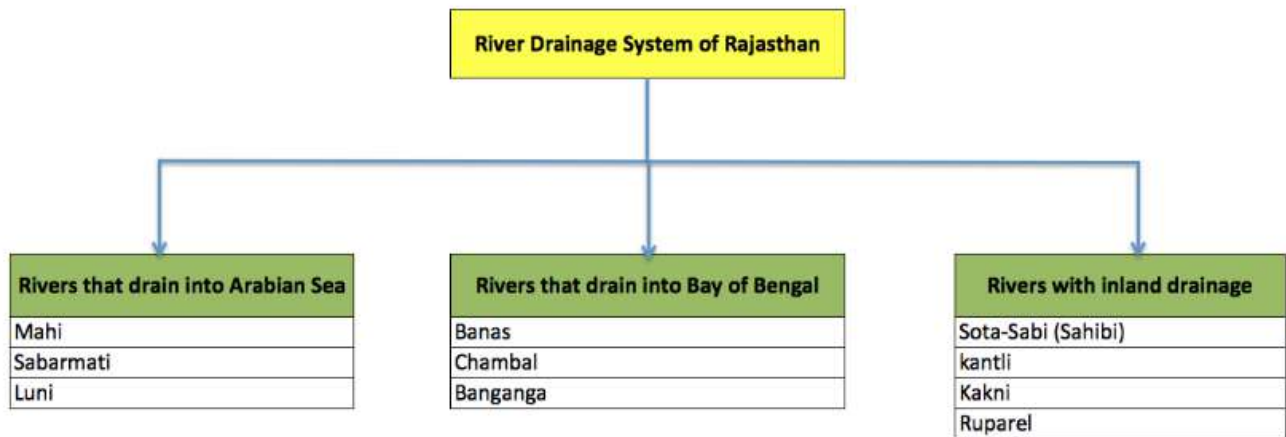 River Drainage System of Rajasthan
Rivers that drain into Arabian Sea
Mahi
Sabarmati
Luni
Rivers that drain into Bay of Bengal
Banas
Chambal
Banganga
Rivers with inland drainage
Sota-Sabi (Sahibi)
kantli
Kakni
Ruparel